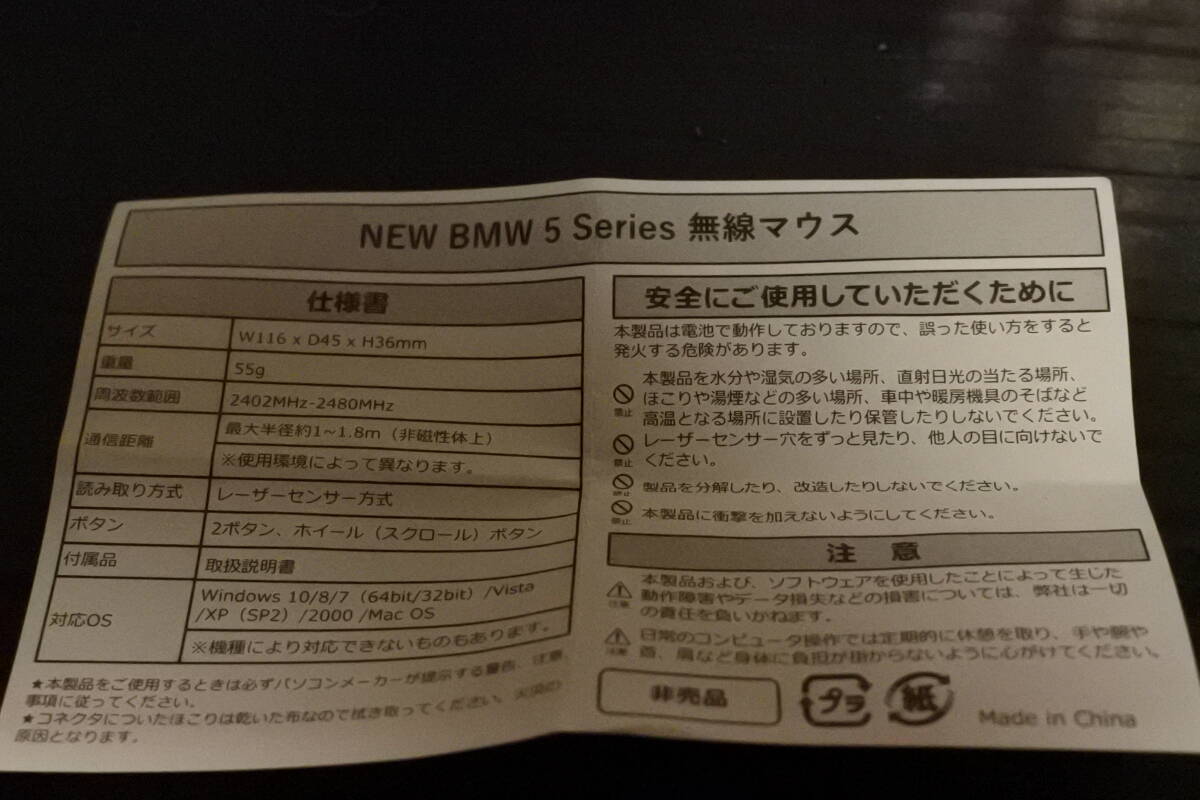 NEW BMW 5 Series 無線マウス
仕様書
サイズ W116 x D45 x H36mm
重量 55g
周波数範囲 2402MHz-2480MHz
通信距離 最大半径約1~1.8m（非磁性体上）
※使用環境によって異なります。
読み取り方式 レーザーセンサー方式
ボタン 2ボタン、ホイール（スクロール）ボタン
付属品 取扱説明書
対応OS Windows 10/8/7（64bit/32bit）/Vista
/XP（SP2）/2000 /Mac OS
※機種により対応できないものもあります。
★本製品をご使用するときは必ずパソコンメーカーが提示する警告、注意
事項に従ってください。
★コネクタについたほこりは乾いた布なので拭き取ってください。火災の
原因となります。
安全にご使用していただくために
本製品は電池で動作しておりますので、誤った使い方をすると
発火する危険があります。
禁止 本製品を水分や湿気の多い場所、直射日光の当たる場所、
ほこりや湯煙などの多い場所、車中や暖房機具のそばなど
高温となる場所に設置したり保管したりしないでください。
禁止 レーザーセンサー穴をずっと見たり、他人の目に向けないで
ください。
禁止 製品を分解したり、改造したりしないでください。
禁止 本製品に衝撃を加えないようにしてください。
注 意
注意 本製品および、ソフトウェアを使用したことによって生じた
動作障害やデータ損失などの損害については、弊社は一切
の責任を負いかねます。
注意 日常のコンピュータ操作では定期的に休憩を取り、手や腕や
首、肩など身体に負担が掛からないように心がけてください。
非売品
プラ
紙
Made in China